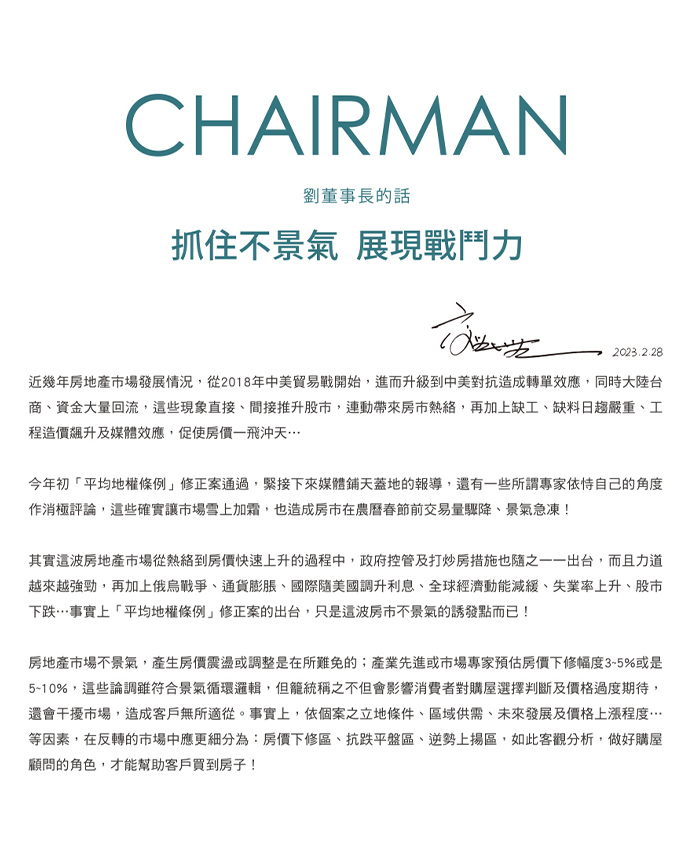 CHAIRMAN
劉董事長的話
抓住不景氣 展現戰鬥力
2023.2.28
近幾年房地產市場發展情況，從2018年中美貿易戰開始，進而升級到中美對抗造成轉單效應，同時大陸台
商、資金大量回流，這些現象直接、間接推升股市，連動帶來房市熱絡，再加上缺工、缺料日趨嚴重、工
程造價飆升及媒體效應，促使房價一飛沖天⋯
今年初「平均地權條例」修正案通過，緊接下來媒體鋪天蓋地的報導，還有一些所謂專家依恃自己的角度
作消極評論，這些確實讓市場雪上加霜，也造成房市在農曆春節前交易量驟降、景氣急凍！
其實這波房地產市場從熱絡到房價快速上升的過程中，政府控管及打炒房措施也隨之一一出台，而且力道
越來越強勁，再加上俄烏戰爭、通貨膨脹、國際隨美國調升利息、全球經濟動能減緩、失業率上升、股市
下跌⋯事實上「平均地權條例」修正案的出台，只是這波房市不景氣的誘發點而已！
房地產市場不景氣，產生房價震盪或調整是在所難免的；產業先進或市場專家預估房價下修幅度3~5%或是
5~10%，這些論調雖符合景氣循環邏輯，但籠統稱之不但會影響消費者對購屋選擇判斷及價格過度期待，
還會干擾市場，造成客戶無所適從。事實上，依個案之立地條件、區域供需、未來發展及價格上漲程度⋯
等因素，在反轉的市場中應更細分為：房價下修區、抗跌平盤區、逆勢上揚區，如此客觀分析，做好購屋
顧問的角色，才能幫助客戶買到房子！